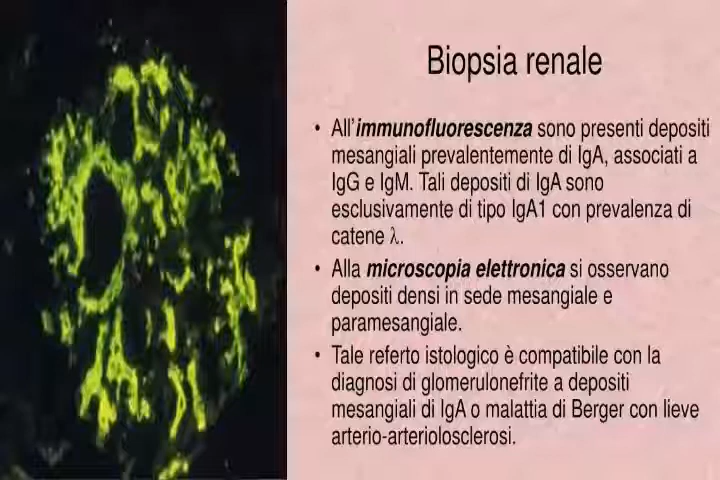 Biopsia renale
• All'immunofluorescenza sono presenti depositi
mesangiali prevalentemente di IgA, associati a
IgG e IgM. Tali depositi di IgA sono
esclusivamente di tipo IgA1 con prevalenza di
catene λ.
• Alla microscopia elettronica si osservano
depositi densi in sede mesangiale e
paramesangiale.
• Tale referto istologico è compatibile con la
diagnosi di glomerulonefrite a depositi
mesangiali di IgA o malattia di Berger con lieve
arterio-arteriolosclerosi.